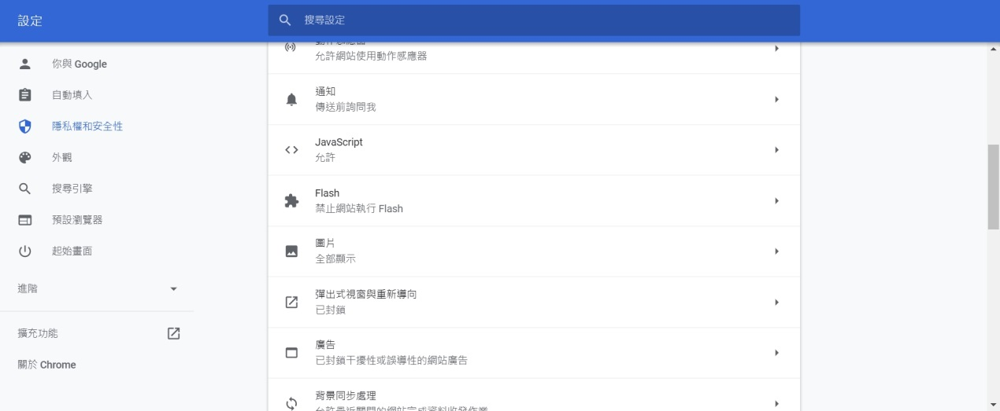 設定
搜尋設定
你與 Google
自動填入
隱私權和安全性
外觀
搜尋引擎
預設瀏覽器
起始畫面
進階
擴充功能
關於 Chrome
允許網站使用動作感應器
通知
傳送前詢問我
JavaScript
允許
Flash
禁止網站執行 Flash
圖片
全部顯示
彈出式視窗與重新導向
已封鎖
廣告
已封鎖干擾性或誤導性的網站廣告
背景同步處理